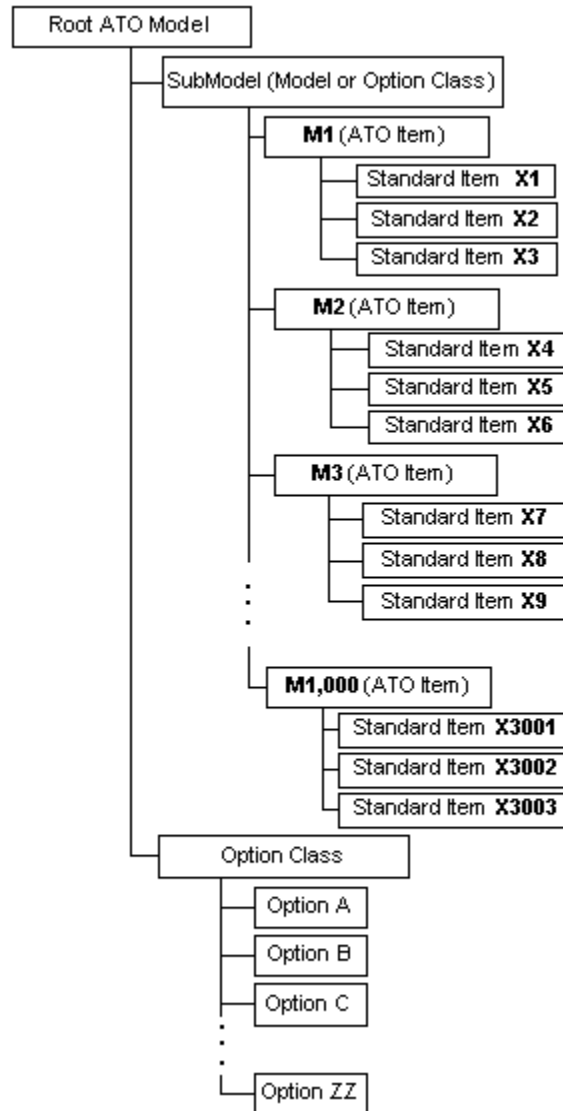 Root ATO Model
SubModel (Model or Option Class)
M1 (ATO Item)
Standard Item X1
Standard Item X2
Standard Item X3
M2 (ATO Item)
Standard Item X4
Standard Item X5
Standard Item X6
M3 (ATO Item)
Standard Item X7
Standard Item X8
Standard Item X9
M1,000 (ATO Item)
Standard Item X3001
Standard Item X3002
Standard Item X3003
Option Class
Option A
Option B
Option C
Option ZZ